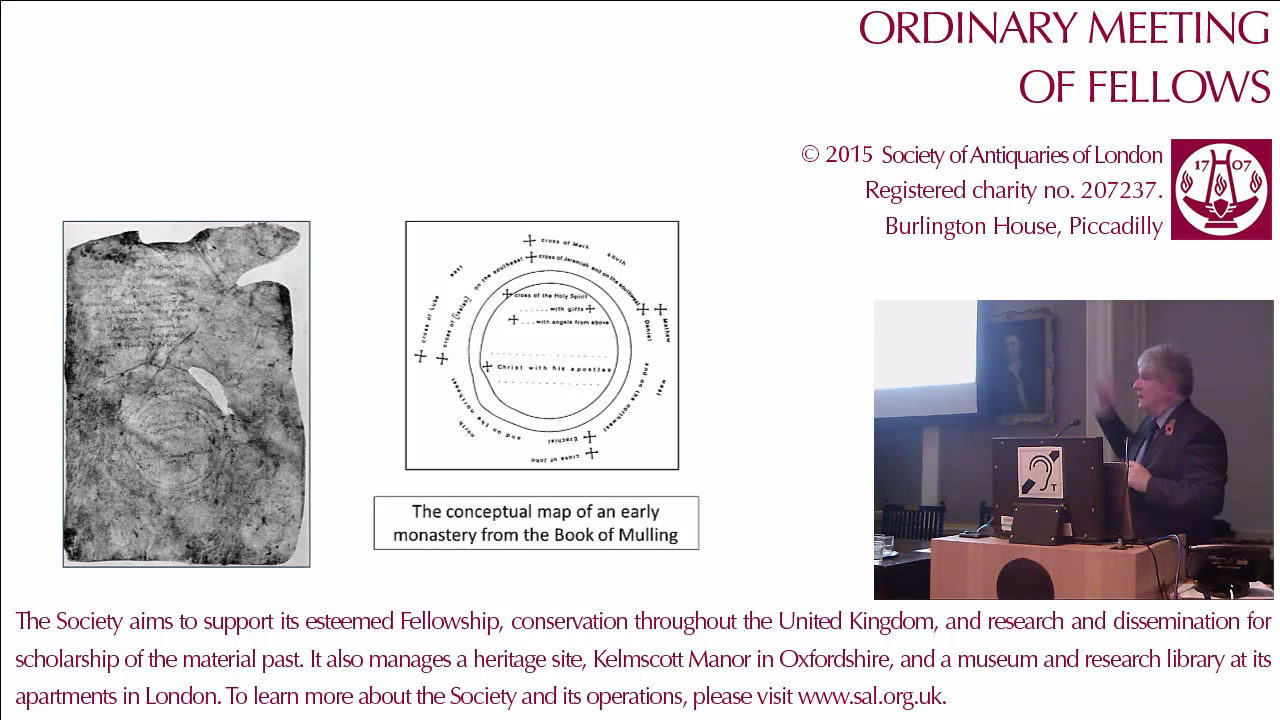 ORDINARY MEETING
OF FELLOWS
© 2015 Society of Antiquaries of London
Registered charity no. 207237.
Burlington House, Piccadilly
17 07
cross of Mark
south
on the southeast
cross of Jeremiah and on the southwest
east
cross of Luke
cross of [Isaiah]
cross of the Holy Spirit
...... with gifts
... with angels from above
Daniel
Mathew
Christ with his apostles
and on the northwest
west
and on the northeast
north
Ezechiel
cross of John
The conceptual map of an early
monastery from the Book of Mulling
T
The Society aims to support its esteemed Fellowship, conservation throughout the United Kingdom, and research and dissemination for
scholarship of the material past. It also manages a heritage site, Kelmscott Manor in Oxfordshire, and a museum and research library at its
apartments in London. To learn more about the Society and its operations, please visit www.sal.org.uk.